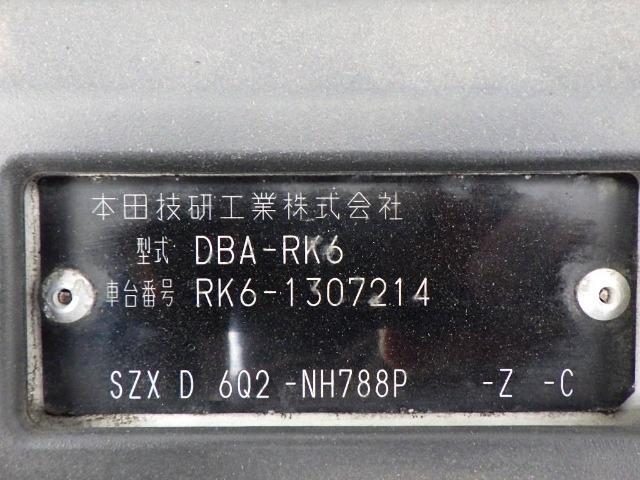 本田技研工業株式会社
型式 DBA-RK6
車台番号 RK6-1307214
SZX D 6Q2 -NH788P -Z -C